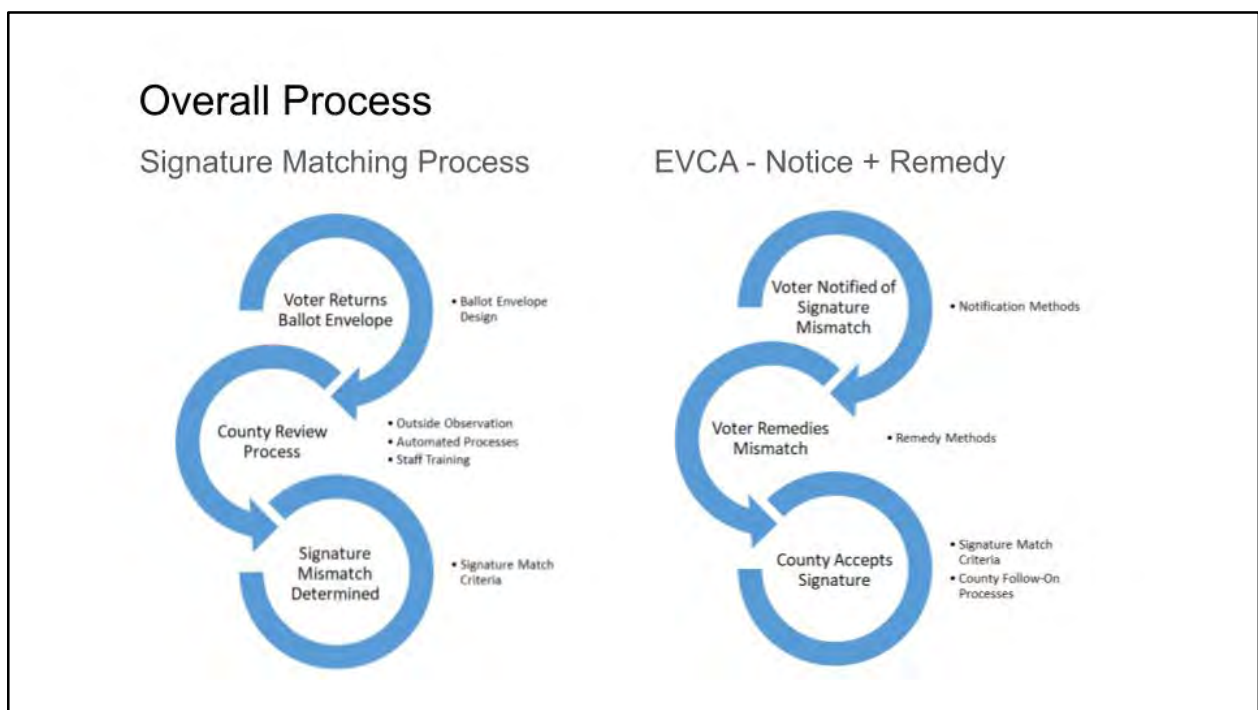 Overall Process
Signature Matching Process
Voter Returns
Ballot Envelope
• Ballot Envelope
Design
County Review
Process
• Outside Observation
• Automated Processes
• Staff Training
Signature
Mismatch
Determined
• Signature Match
Criteria
EVCA - Notice + Remedy
Voter Notified of
Signature
Mismatch
• Notification Methods
Voter Remedies
Mismatch
• Remedy Methods
County Accepts
Signature
• Signature Match
Criteria
• County Follow-On
Processes